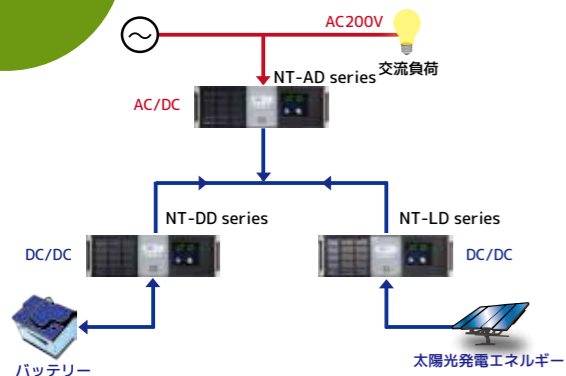 AC200V
交流負荷
NT-AD series
AC/DC
NT-DD series
NT-LD series
DC/DC
DC/DC
バッテリー
太陽光発電エネルギー